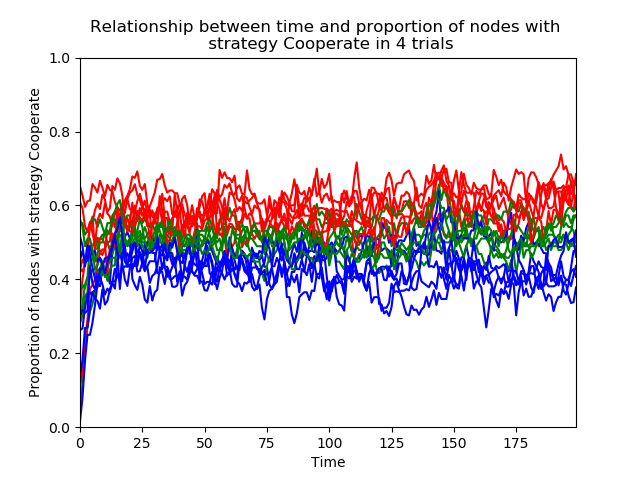 Relationship between time and proportion of nodes with
strategy Cooperate in 4 trials
Proportion of nodes with strategy Cooperate
1.0
0.8
0.6
0.4
0.2
0.0
0 25 50 75 100 125 150 175
Time